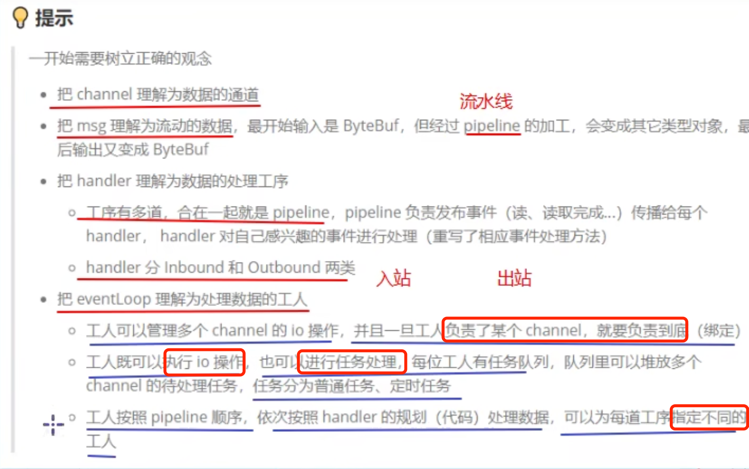 提示
一开始需要树立正确的观念
• 把 channel 理解为数据的通道
流水线
• 把 msg 理解为流动的数据，最开始输入是 ByteBuf，但经过 pipeline 的加工，会变成其它类型对象，最
后输出又变成 ByteBuf
• 把 handler 理解为数据的处理工序
◦ 工序有多道，合在一起就是 pipeline，pipeline 负责发布事件（读、读取完成...）传播给每个
handler， handler 对自己感兴趣的事件进行处理（重写了相应事件处理方法）
◦ handler 分 Inbound 和 Outbound 两类
入站 出站
• 把 eventLoop 理解为处理数据的工人
◦ 工人可以管理多个 channel 的 io 操作，并且一旦工人负责了某个 channel，就要负责到底（绑定）
◦ 工人既可以执行 io 操作，也可以进行任务处理，每位工人有任务队列，队列里可以堆放多个
channel 的待处理任务，任务分为普通任务、定时任务
◦ 工人按照 pipeline 顺序，依次按照 handler 的规划（代码）处理数据，可以为每道工序指定不同的
工人